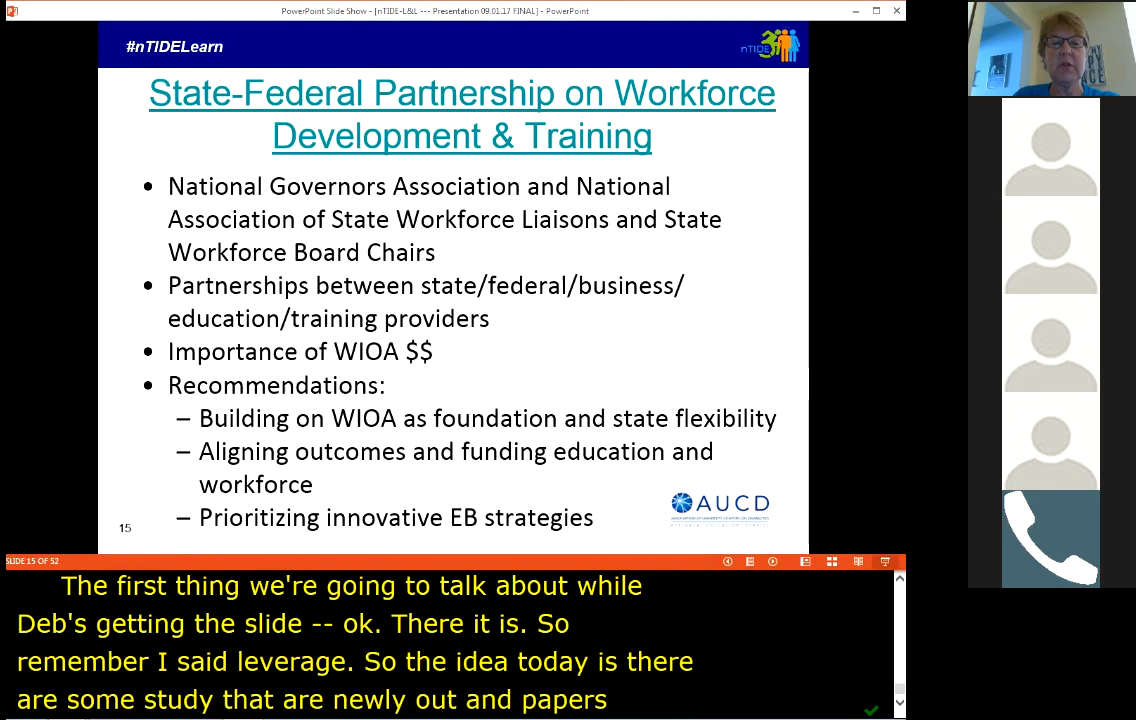 PowerPoint Slide Show - [nTIDE-L&L --- Presentation 09.01.17 FINAL] - PowerPoint
#nTIDELearn
nTIDE
State-Federal Partnership on Workforce
Development & Training
• National Governors Association and National
Association of State Workforce Liaisons and State
Workforce Board Chairs
• Partnerships between state/federal/business/
education/training providers
• Importance of WIOA $$
• Recommendations:
– Building on WIOA as foundation and state flexibility
– Aligning outcomes and funding education and
workforce
– Prioritizing innovative EB strategies
AUCD
15
SLIDE 15 OF 52
The first thing we're going to talk about while
Deb's getting the slide -- ok. There it is. So
remember I said leverage. So the idea today is there
are some study that are newly out and papers